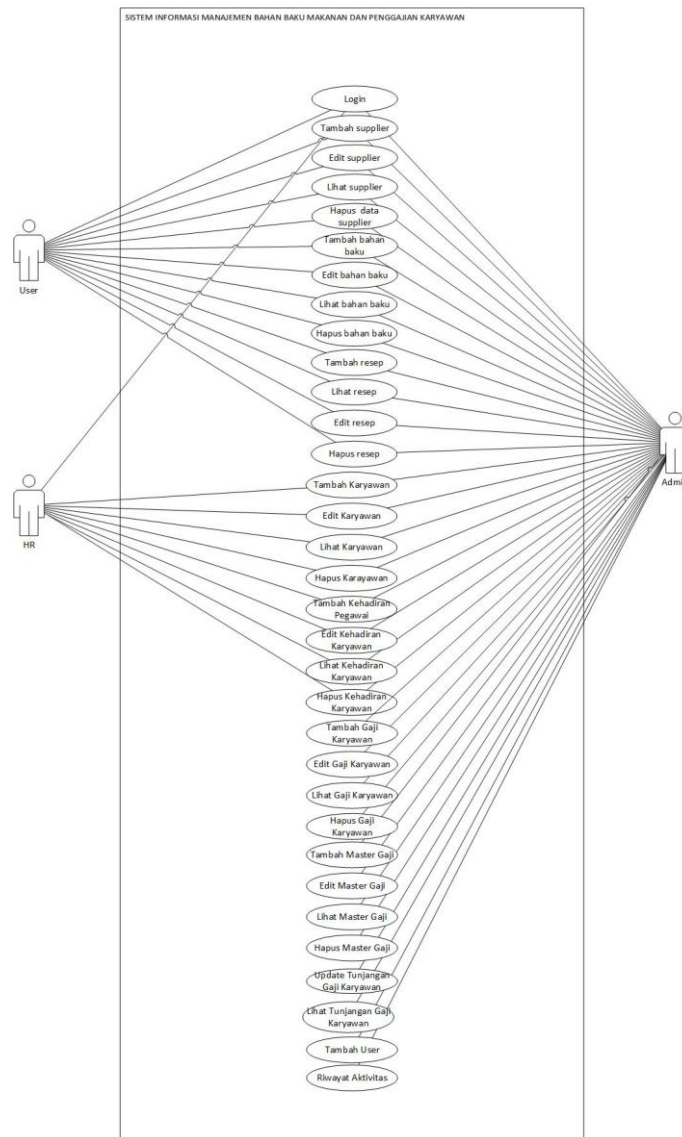 SISTEM INFORMASI MANAJEMEN BAHAN BAKU MAKANAN DAN PENGGAJIAN KARYAWAN
Login
Tambah supplier
Edit supplier
Lihat supplier
Hapus data
supplier
User
Tambah bahan
baku
Edit bahan baku
Lihat bahan baku
Hapus bahan baku
Tambah resep
Lihat resep
Edit resep
Hapus resep
Admi
Tambah Karyawan
Edit Karyawan
HR
Lihat Karyawan
Hapus Karayawan
Tambah Kehadiran
Pegawai
Edit Kehadiran
Karyawan
Lihat Kehadiran
Karyawan
Hapus Kehadiran
Karyawan
Tambah Gaji
Karyawan
Edit Gaji Karyawan
Lihat Gaji Karyawan
Hapus Gaji
Karyawan
Tambah Master Gaji
Edit Master Gaji
Lihat Master Gaji
Hapus Master Gaji
Update Tunjangan
Gaji Karyawan
Lihat Tunjangan Gaji
Karyawan
Tambah User
Riwayat Aktivitas